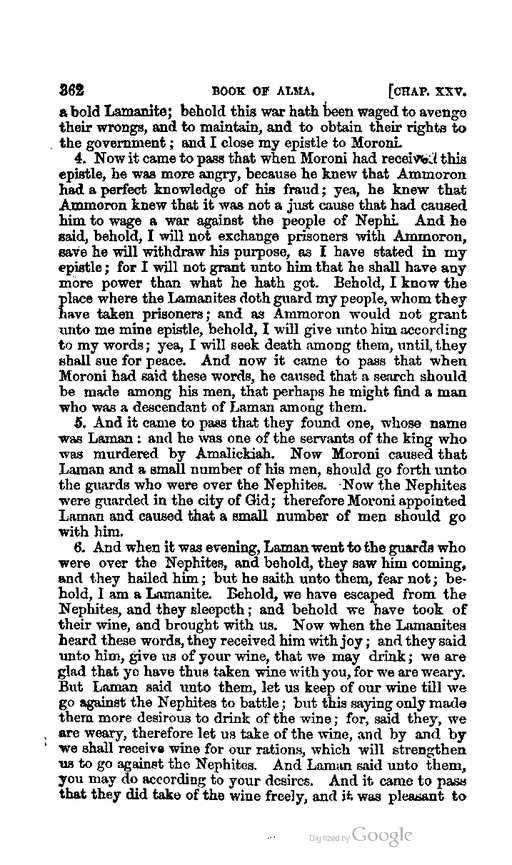 362 BOOK OF ALMA. [CHAP. XXV.
a bold Lamanite; behold this war hath been waged to avenge
their wrongs, and to maintain, and to obtain their rights to
the government; and I close my epistle to Moroni.
4. Now it came to pass that when Moroni had received this
epistle, he was more angry, because he knew that Ammoron
had a perfect knowledge of his fraud; yea, he knew that
Ammoron knew that it was not a just cause that had caused
him to wage a war against the people of Nephi. And he
said, behold, I will not exchange prisoners with Ammoron,
save he will withdraw his purpose, as I have stated in my
epistle; for I will not grant unto him that he shall have any
more power than what he hath got. Behold, I know the
place where the Lamanites doth guard my people, whom they
have taken prisoners; and as Ammoron would not grant
unto me mine epistle, behold, I will give unto him according
to my words; yea, I will seek death among them, until they
shall sue for peace. And now it came to pass that when
Moroni had said these words, he caused that a search should
be made among his men, that perhaps he might find a man
who was a descendant of Laman among them.
5. And it came to pass that they found one, whose name
was Laman: and he was one of the servants of the king who
was murdered by Amalickiah. Now Moroni caused that
Laman and a small number of his men, should go forth unto
the guards who were over the Nephites. Now the Nephites
were guarded in the city of Gid; therefore Moroni appointed
Laman and caused that a small number of men should go
with him.
6. And when it was evening, Laman went to the guards who
were over the Nephites, and behold, they saw him coming,
and they hailed him; but he saith unto them, fear not; be-
hold, I am a Lamanite. Behold, we have escaped from the
Nephites, and they sleepeth; and behold we have took of
their wine, and brought with us. Now when the Lamanites
heard these words, they received him with joy; and they said
unto him, give us of your wine, that we may drink; we are
glad that ye have thus taken wine with you, for we are weary.
But Laman said unto them, let us keep of our wine till we
go against the Nephites to battle; but this saying only made
them more desirous to drink of the wine; for, said they, we
are weary, therefore let us take of the wine, and by and by
we shall receive wine for our rations, which will strengthen
us to go against the Nephites. And Laman said unto them,
you may do according to your desires. And it came to pass
that they did take of the wine freely, and it was pleasant to
Digitized by Google